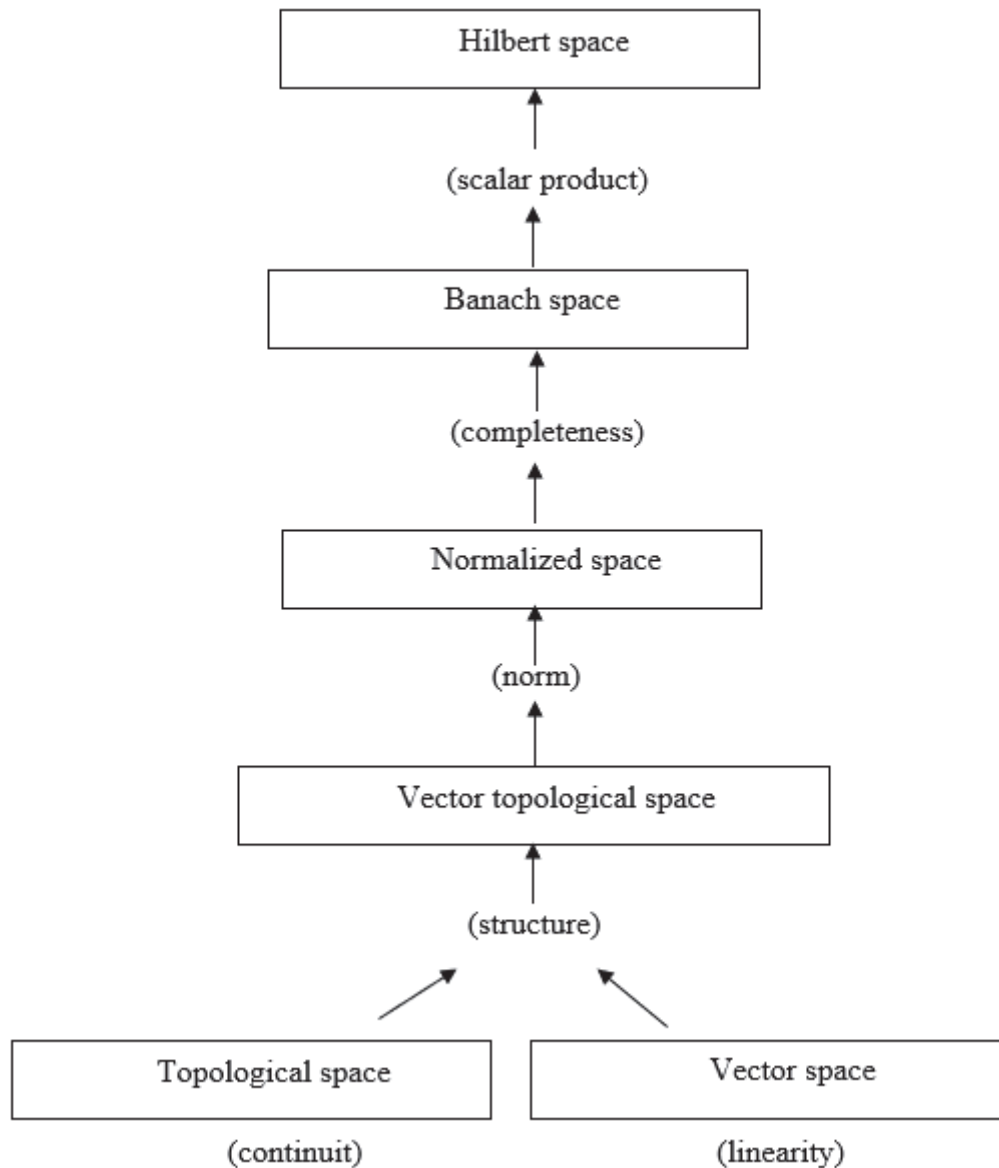 Hilbert space
(scalar product)
Banach space
(completeness)
Normalized space
(norm)
Vector topological space
(structure)
Topological space
Vector space
(continuit)
(linearity)